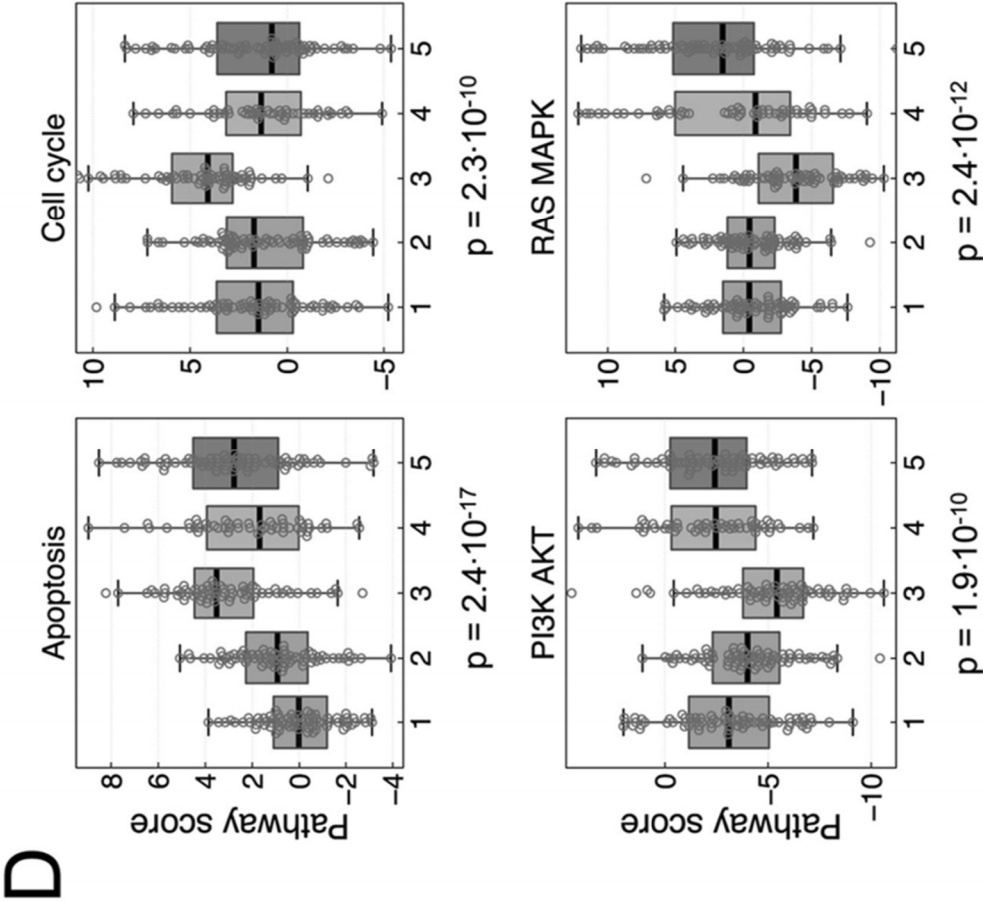 D
Apoptosis
Cell cycle
Pathway score
8
6
4
2
0
−2
−4
10
5
0
−5
1 2 3 4 5
1 2 3 4 5
p = 2.4·10-17
p = 2.3·10-10
PI3K AKT
RAS MAPK
Pathway score
0
−5
−10
10
5
0
−5
−10
1 2 3 4 5
1 2 3 4 5
p = 1.9·10-10
p = 2.4·10-12